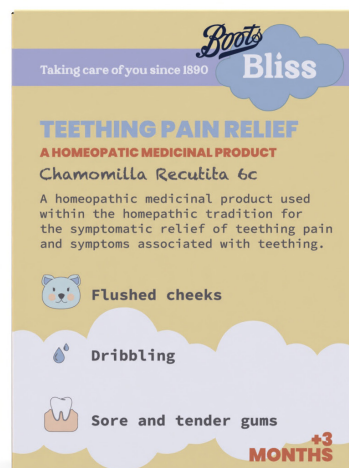 Boots
Taking care of you since 1890
Bliss
TEETHING PAIN RELIEF
A HOMEOPATIC MEDICINAL PRODUCT
Chamomilla Recutita 6c
A homeopathic medicinal product used
within the homepathic tradition for
the symptomatic relief of teething pain
and symptoms associated with teething.
Flushed cheeks
Dribbling
Sore and tender gums
+3
MONTHS